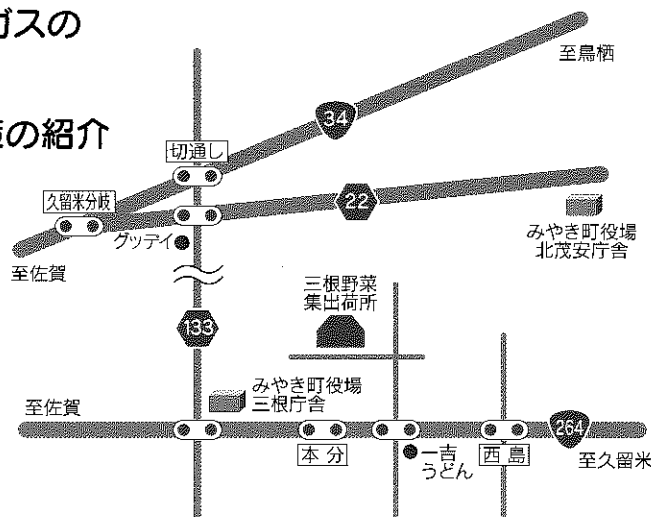 ガスの
の紹介
至鳥栖
34
切通し
22
久留米分岐
グッデイ
みやき町役場
北茂安庁舎
至佐賀
三根野菜
集出荷所
133
みやき町役場
三根庁舎
至佐賀
264
本分
一吉
うどん
西島
至久留米